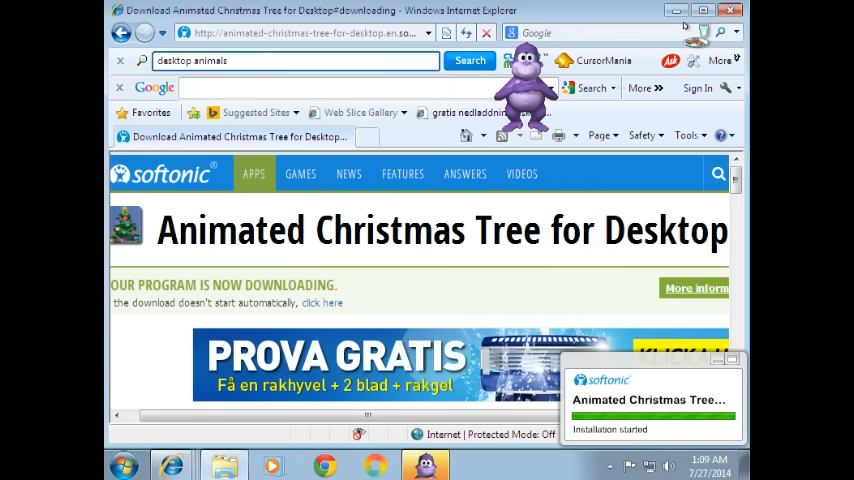 Download Animated Christmas Tree for Desktop#downloading - Windows Internet Explorer
http://animated-christmas-tree-for-desktop.en.so...
Google
desktop animals
Search
CursorMania
Ask
More
Google
Search
More
Sign In
Favorites
Suggested Sites
Web Slice Gallery
gratis nedladdnin
Download Animated Christmas Tree for Desktop...
Page
Safety
Tools
softonic
APPS
GAMES
NEWS
FEATURES
ANSWERS
VIDEOS
Animated Christmas Tree for Desktop
OUR PROGRAM IS NOW DOWNLOADING.
More inform
the download doesn't start automatically, click here
PROVA GRATIS
Få en rakhyvel + 2 blad + rakgel
softonic
Animated Christmas Tree...
Installation started
Internet | Protected Mode: Off
1:09 AM
7/27/2014